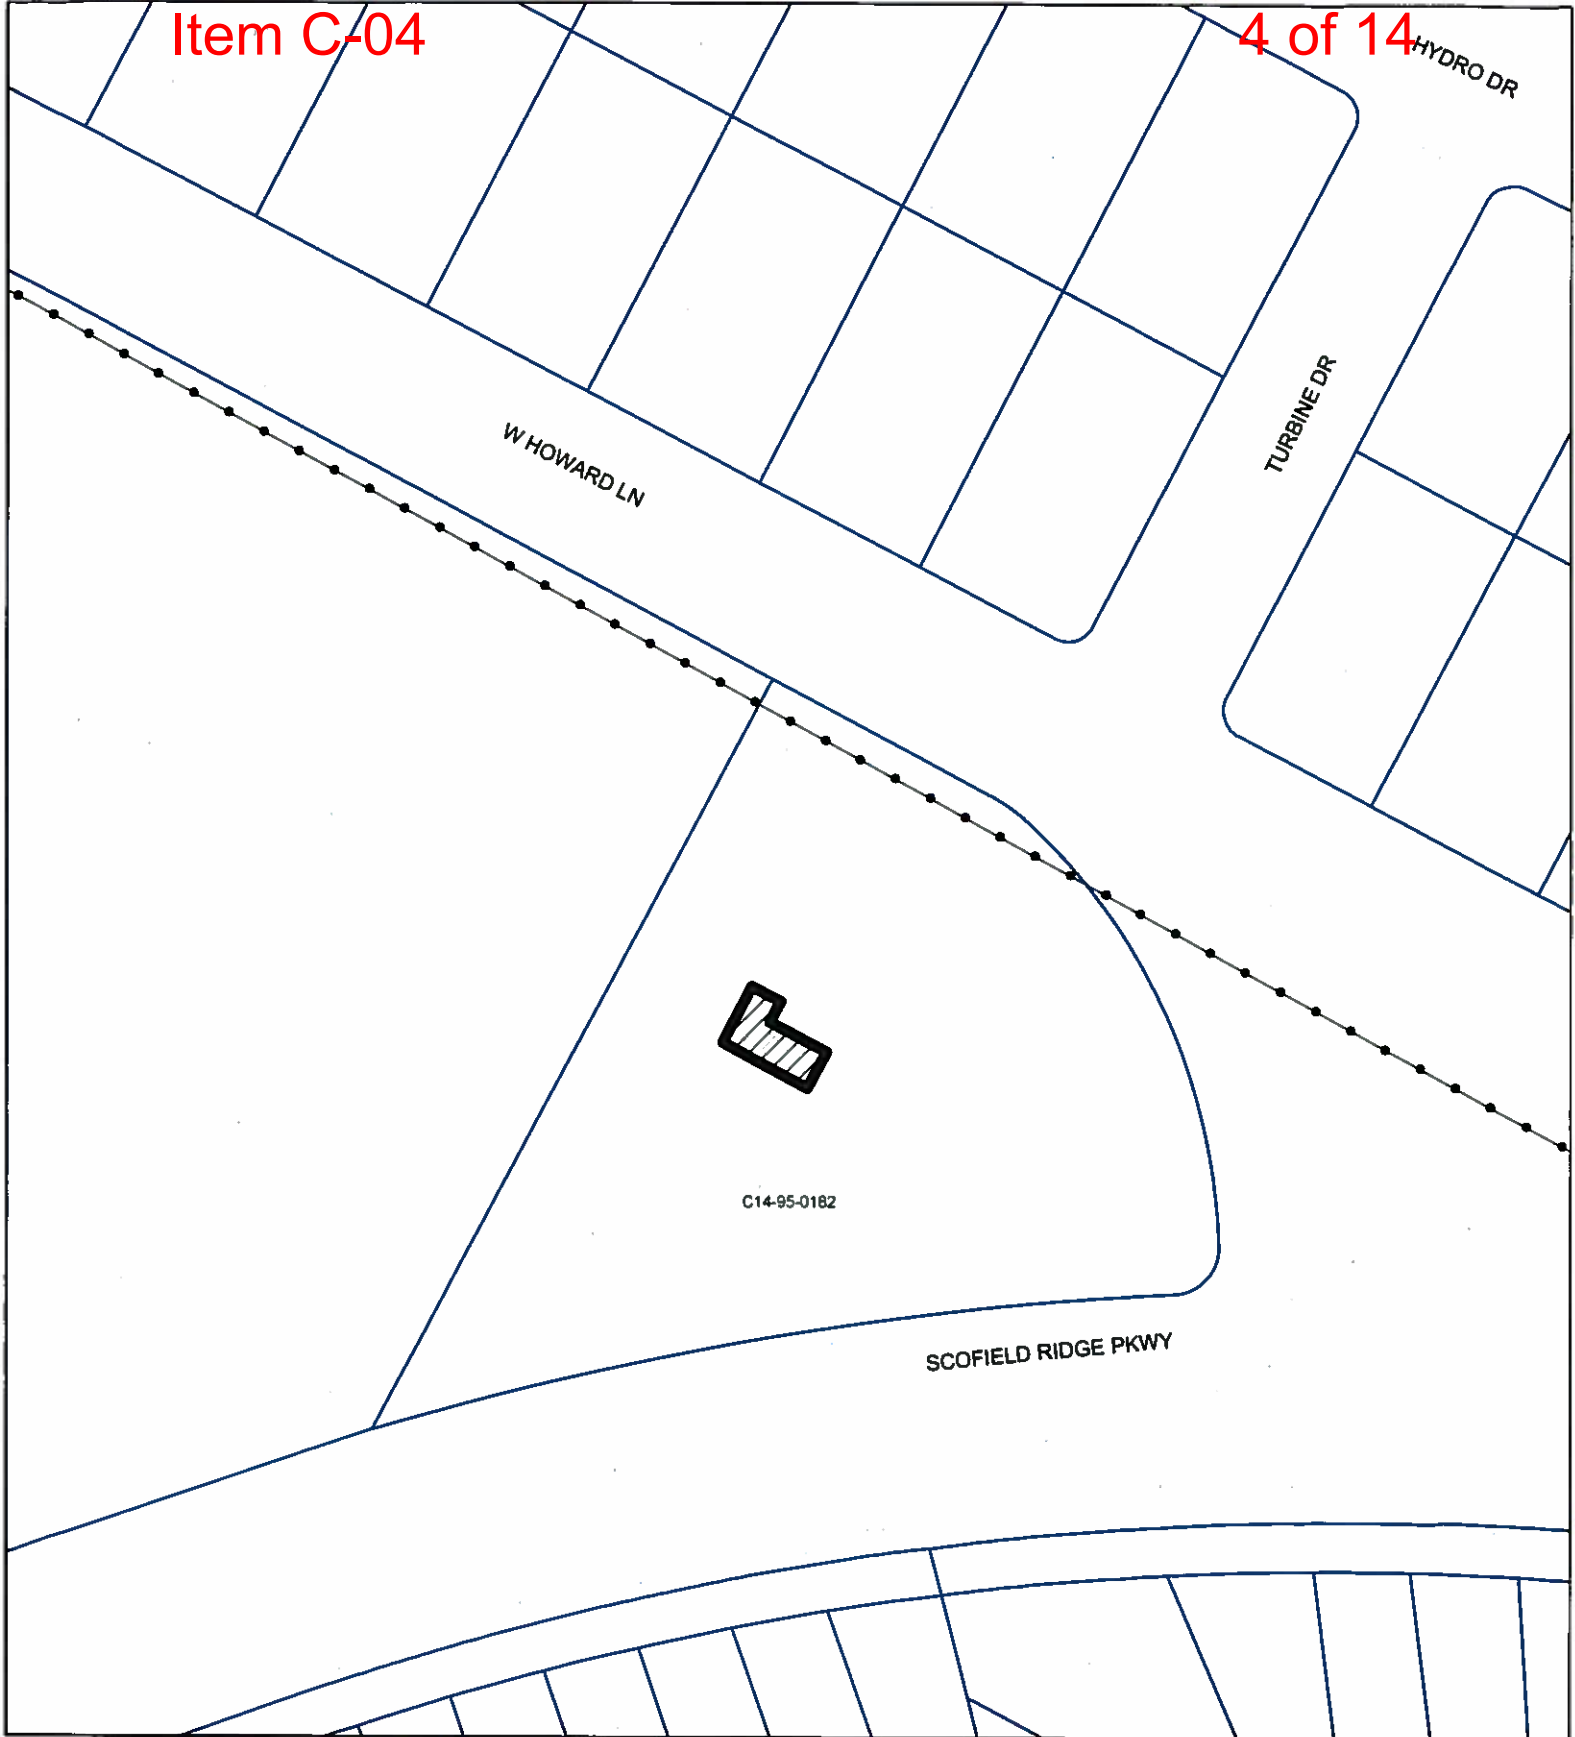 Item C-04
4 of 14
HYDRO DR
TURBINE DR
W HOWARD LN
C14-95-0182
SCOFIELD RIDGE PKWY